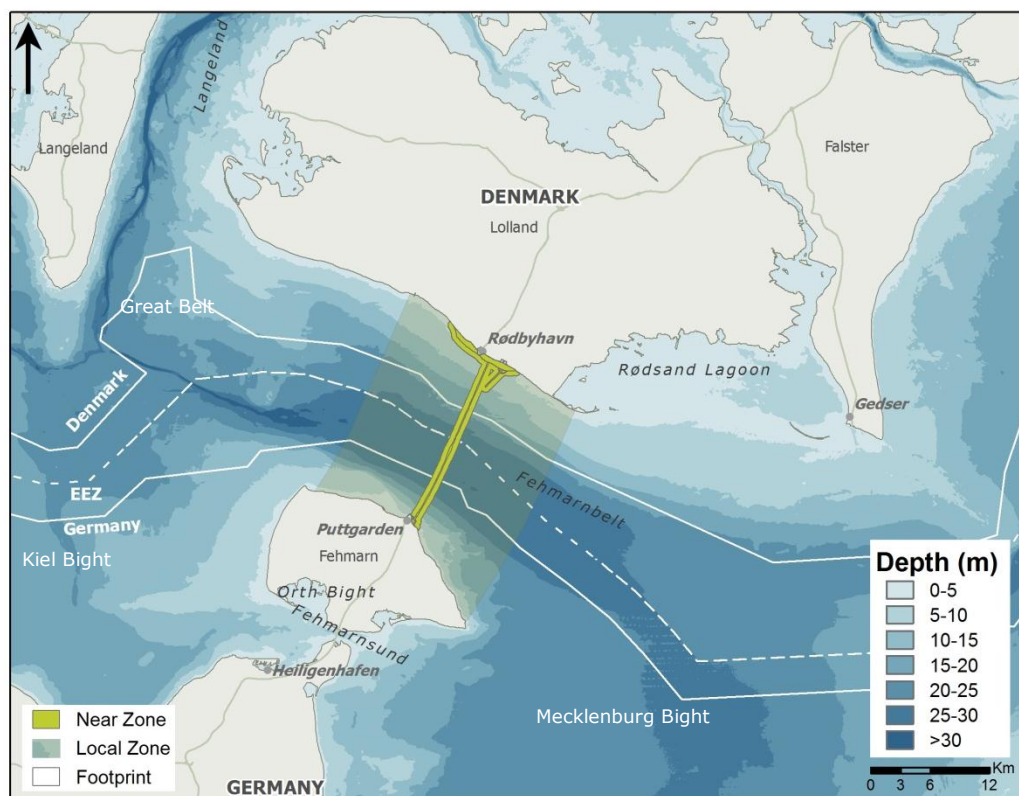 Langeland
Langeland
Falster
DENMARK
Lolland
Great Belt
Rødbyhavn
Rødsand Lagoon
Gedser
Denmark
EEZ
Germany
Fehmarnbelt
Puttgarden
Fehmarn
Kiel Bight
Orth Bight
Fehmarnsund
Heiligenhafen
Mecklenburg Bight
GERMANY
Near Zone
Local Zone
Footprint
Depth (m)
0-5
5-10
10-15
15-20
20-25
25-30
>30
Km
0 3 6 12